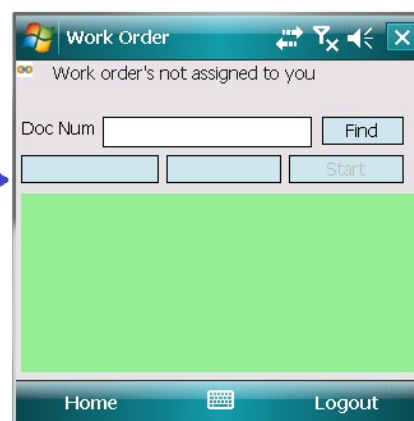 Work Order
Work order's not assigned to you
Doc Num Find
Start
Home Logout